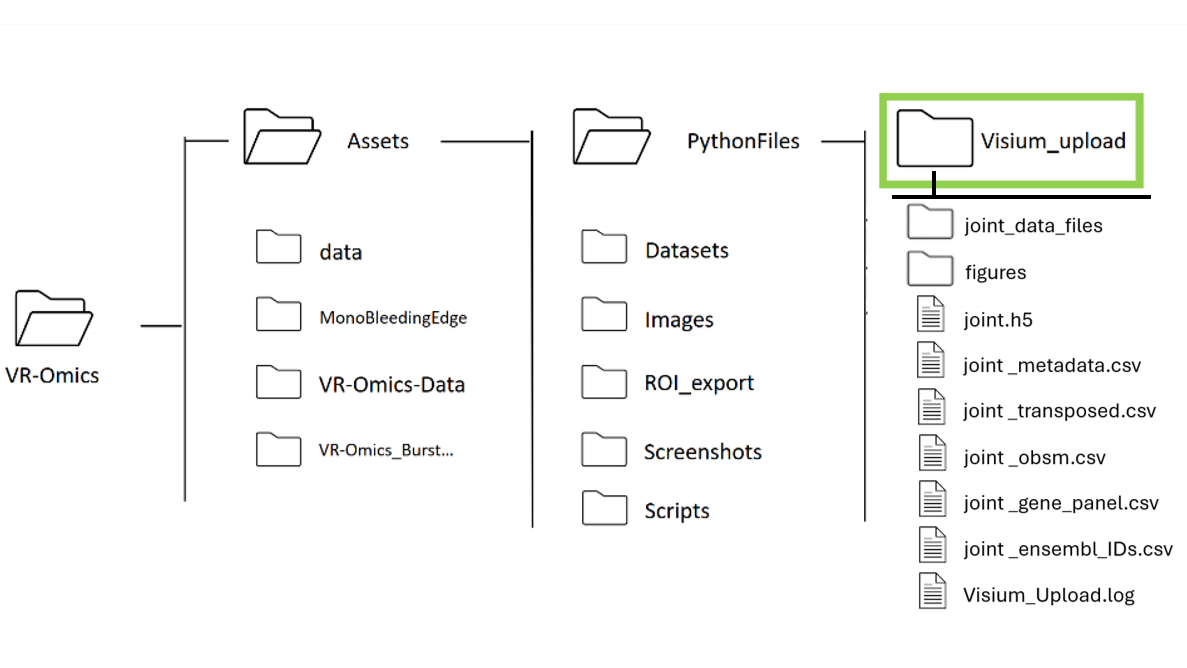 VR-Omics
Assets
data
MonoBleedingEdge
VR-Omics-Data
VR-Omics_Burst...
PythonFiles
Datasets
Images
ROI_export
Screenshots
Scripts
Visium_upload
joint_data_files
figures
joint.h5
joint _metadata.csv
joint _transposed.csv
joint _obsm.csv
joint _gene_panel.csv
joint _ensembl_IDs.csv
Visium_Upload.log